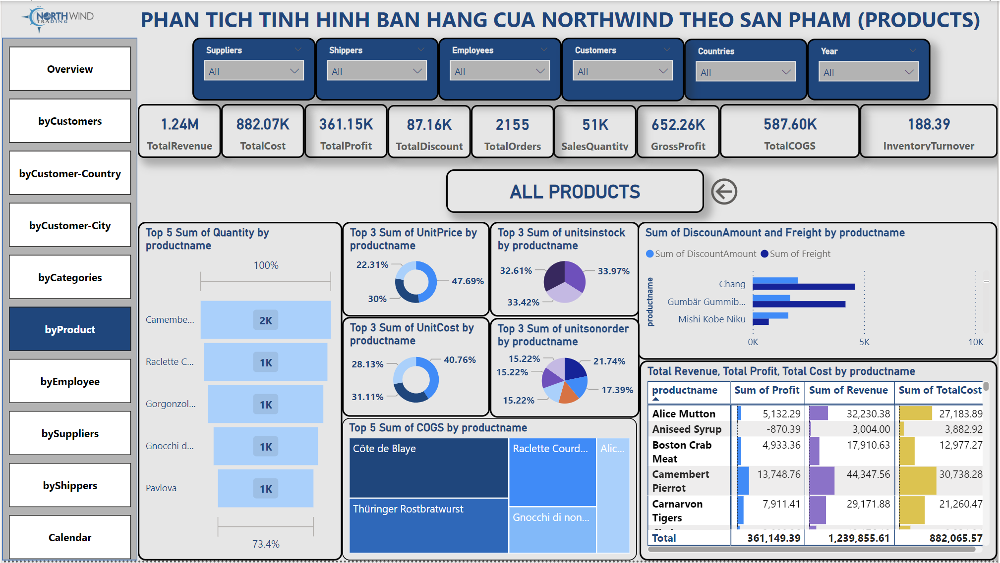 NORTHWIND
TRADING
PHAN TICH TINH HINH BAN HANG CUA NORTHWIND THEO SAN PHAM (PRODUCTS)
Overview
byCustomers
byCustomer-Country
byCustomer-City
byCategories
byProduct
byEmployee
bySuppliers
byShippers
Calendar
Suppliers
All
Shippers
All
Employees
All
Customers
All
Countries
All
Year
All
1.24M
TotalRevenue
882.07K
TotalCost
361.15K
TotalProfit
87.16K
TotalDiscount
2155
TotalOrders
51K
SalesQuantity
652.26K
GrossProfit
587.60K
TotalCOGS
188.39
InventoryTurnover
ALL PRODUCTS
Top 5 Sum of Quantity by
productname
100%
Camembe... 2K
Raclette C... 1K
Gorgonzol... 1K
Gnocchi d... 1K
Pavlova 1K
73.4%
Top 3 Sum of UnitPrice by
productname
22.31%
47.69%
30%
Top 3 Sum of unitsinstock
by productname
32.61%
33.97%
33.42%
Top 3 Sum of UnitCost by
productname
28.13%
40.76%
31.11%
Top 3 Sum of unitsonorder
by productname
15.22%
21.74%
15.22%
17.39%
15.22%
Top 5 Sum of COGS by productname
Côte de Blaye
Thüringer Rostbratwurst
Raclette Courd...
Gnocchi di non...
Alic...
Sum of DiscounAmount and Freight by productname
Sum of DiscountAmount Sum of Freight
productname
Chang
Gumbär Gummib...
Mishi Kobe Niku
0K 5K 10K
Total Revenue, Total Profit, Total Cost by productname
productname Sum of Profit Sum of Revenue Sum of TotalCost
Alice Mutton 5,132.29 32,230.38 27,183.89
Aniseed Syrup -870.39 3,004.00 3,882.92
Boston Crab 4,933.36 17,910.63 12,977.27
Meat
Camembert 13,748.76 44,347.56 30,738.28
Pierrot
Carnarvon 7,911.41 29,171.88 21,260.47
Tigers
Total 361,149.39 1,239,855.61 882,065.57